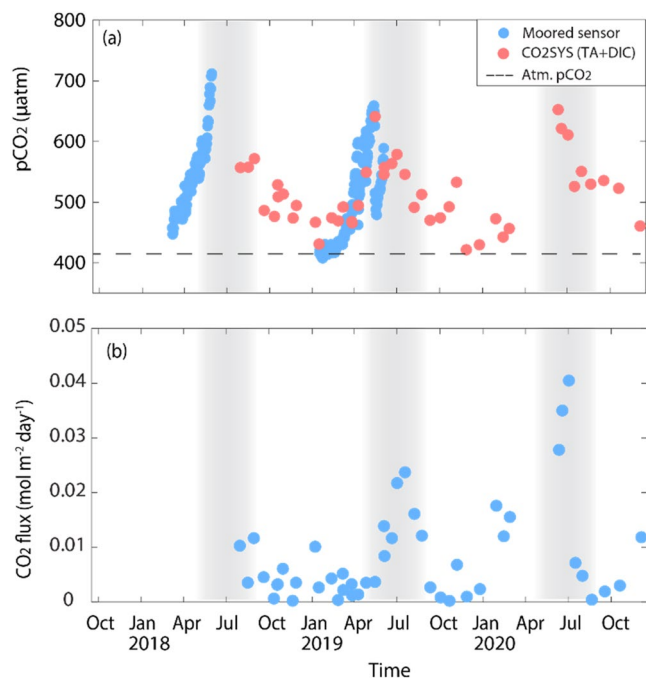 (a)
Moored sensor
CO2SYS (TA+DIC)
Atm. pCO₂
800
700
600
500
400
pCO₂ (µatm)
(b)
0.05
0.04
0.03
0.02
0.01
0
CO₂ flux (mol m⁻² day⁻¹)
Oct Jan Apr Jul Oct Jan Apr Jul Oct Jan Apr Jul Oct
2018 2019 2020
Time